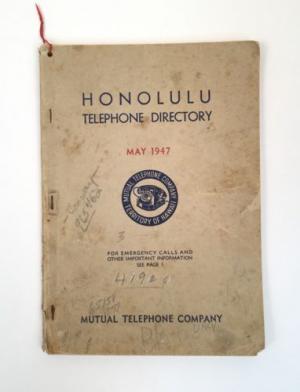 HONOLULU
TELEPHONE DIRECTORY
MAY 1947
MUTUAL TELEPHONE COMPANY
TERRITORY OF HAWAII
3
FOR EMERGENCY CALLS AND
OTHER IMPORTANT INFORMATION
SEE PAGE 1
MUTUAL TELEPHONE COMPANY